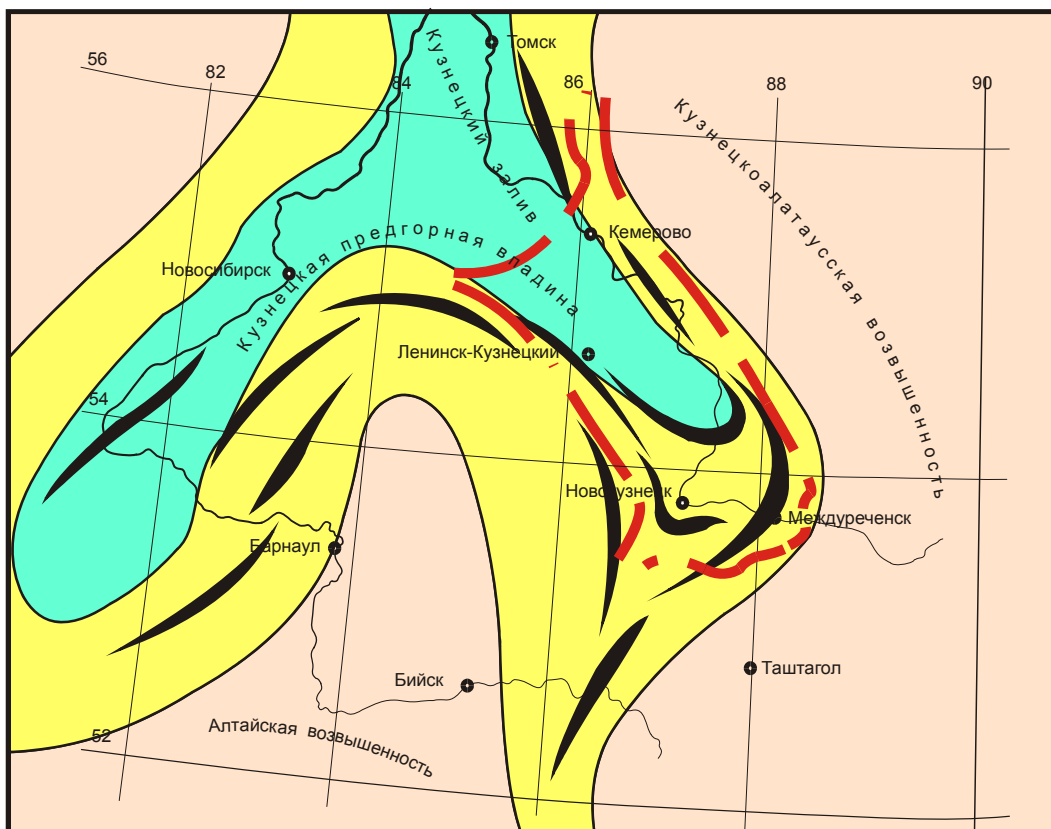 Томск
56
82
84
86
88
90
Кузнецкий залив
Кузнецкоалатаусская возвышенность
Кемерово
Кузнецкая предгорная впадина
Новосибирск
Ленинск-Кузнецкий
54
Новокузнецк
Междуреченск
Барнаул
Таштагол
Бийск
Алтайская возвышенность
52